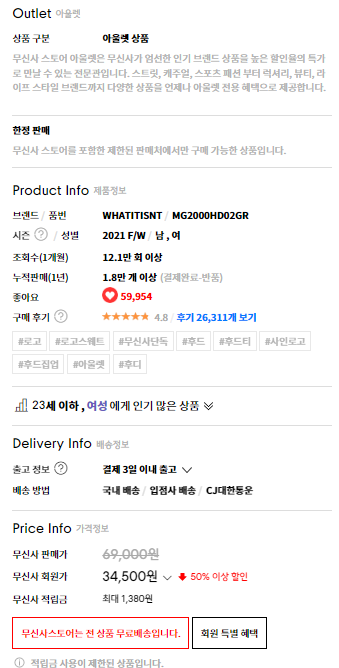 Outlet 아울렛
상품 구분 아울렛 상품
무신사 스토어 아울렛은 무신사가 엄선한 인기 브랜드 상품을 높은 할인율의 특가
로 만날 수 있는 전문관입니다. 스트릿, 캐주얼, 스포츠 패션 부터 럭셔리, 뷰티, 라
이프 스타일 브랜드까지 다양한 상품을 언제나 아울렛 전용 혜택으로 제공합니다.
한정 판매
무신사 스토어를 포함한 제한된 판매처에서만 구매 가능한 상품입니다.
Product Info 제품정보
브랜드 / 품번 WHATITISNT / MG2000HD02GR
시즌 ? / 성별 2021 F/W / 남 , 여
조회수(1개월) 12.1만 회 이상
누적판매(1년) 1.8만 개 이상 (결제완료-반품)
좋아요 59,954
구매 후기 ? ★★★★★ 4.8 / 후기 26,311개 보기
#로고 #로고스웨트 #무신사단독 #후드 #후드티 #사인로고
#후드집업 #아울렛 #후디
23세 이하 , 여성 에게 인기 많은 상품
Delivery Info 배송정보
출고 정보 ? 결제 3일 이내 출고
배송 방법 국내 배송 / 입점사 배송 / CJ대한통운
Price Info 가격정보
무신사 판매가 69,000원
무신사 회원가 34,500원 50% 이상 할인
무신사 적립금 최대 1,380원
무신사스토어는 전 상품 무료배송입니다. 회원 특별 혜택
적립금 사용이 제한된 상품입니다.